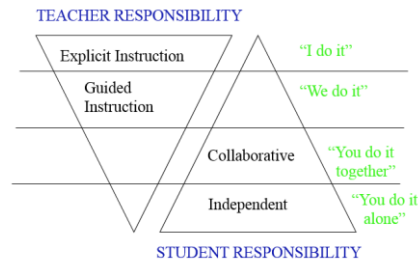 TEACHER RESPONSIBILITY
Explicit Instruction
“I do it”
Guided
Instruction
“We do it”
Collaborative
“You do it
together”
Independent
“You do it
alone”
STUDENT RESPONSIBILITY